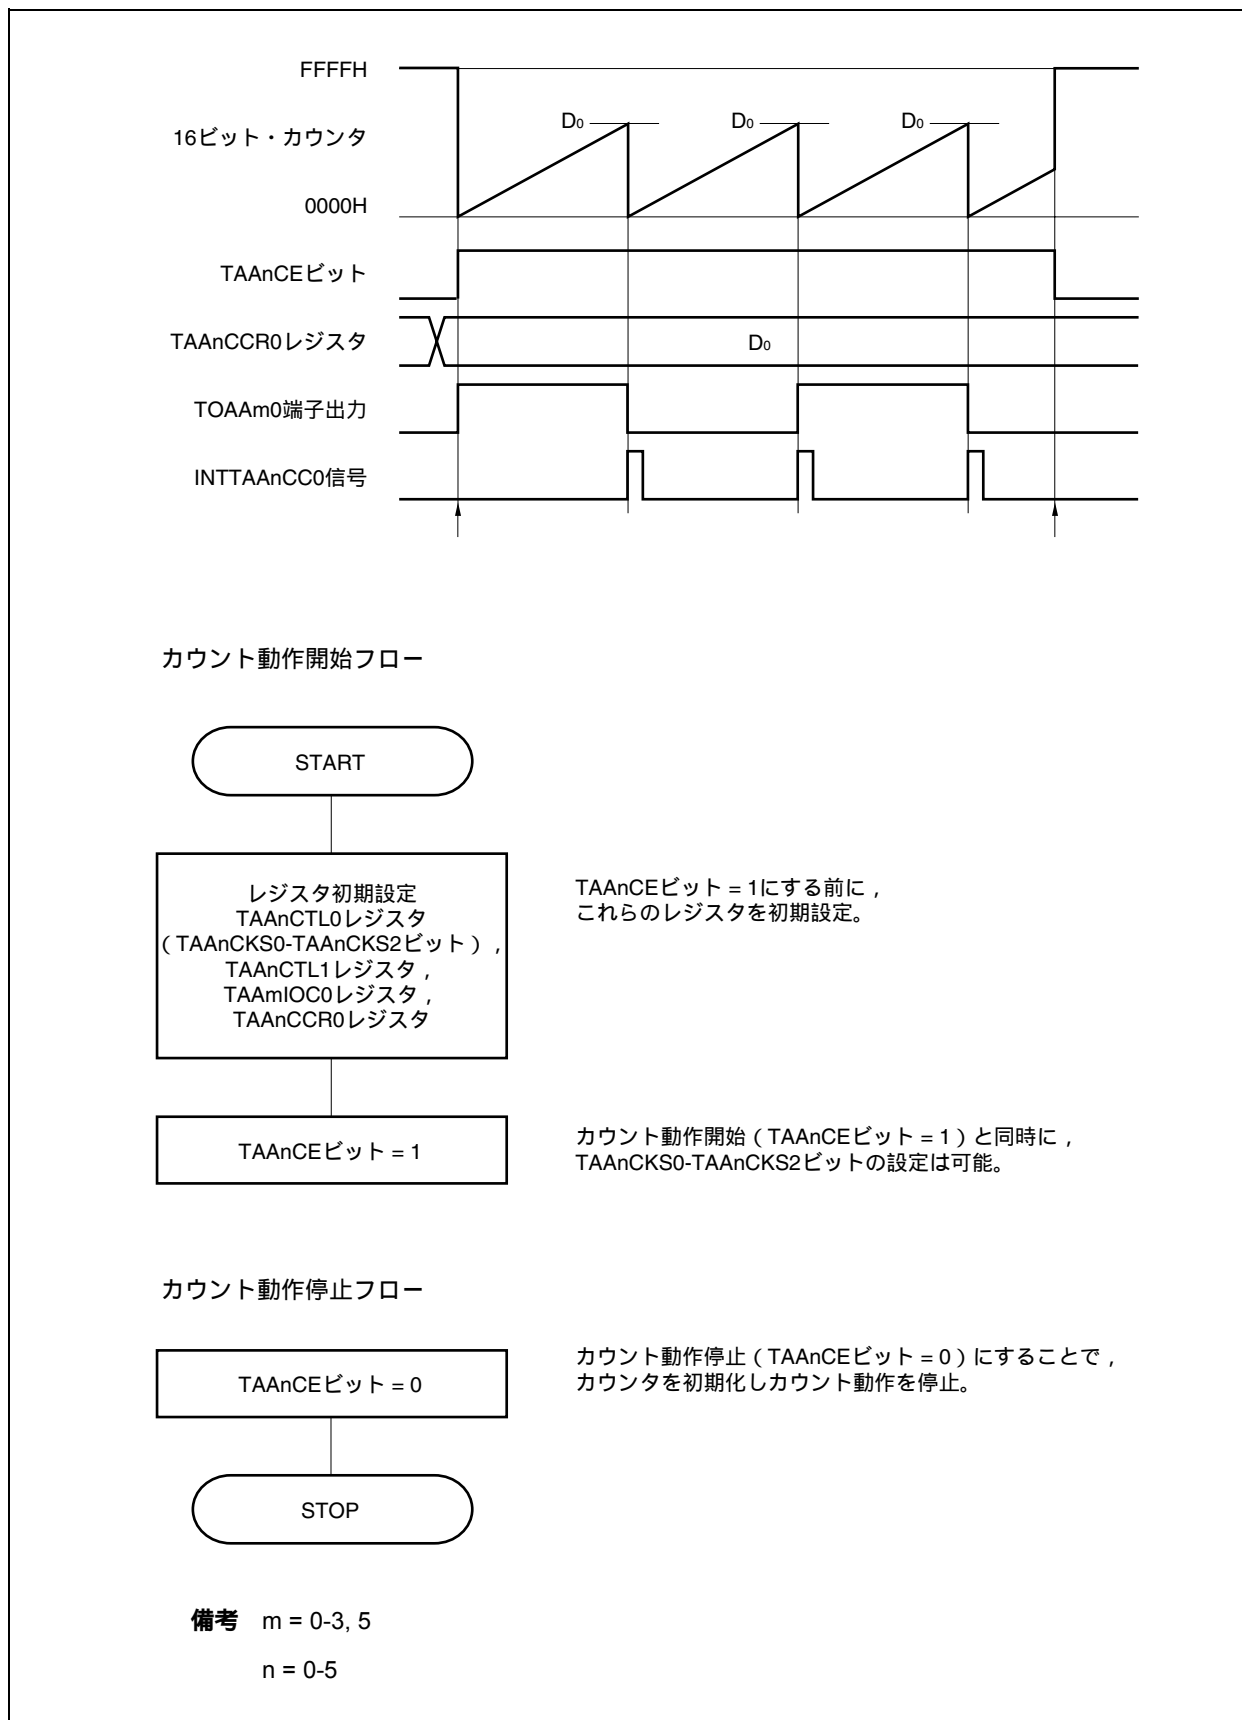 FFFFH
D0 D0 D0
16ビット・カウンタ
0000H
TAAnCEビット
TAAnCCR0レジスタ D0
TOAAm0端子出力
INTTAAnCC0信号
カウント動作開始フロー
START
レジスタ初期設定
TAAnCTL0レジスタ
（TAAnCKS0-TAAnCKS2ビット），
TAAnCTL1レジスタ，
TAAmIOC0レジスタ，
TAAnCCR0レジスタ
TAAnCEビット = 1にする前に，
これらのレジスタを初期設定。
TAAnCEビット = 1
カウント動作開始（TAAnCEビット = 1）と同時に，
TAAnCKS0-TAAnCKS2ビットの設定は可能。
カウント動作停止フロー
TAAnCEビット = 0
カウント動作停止（TAAnCEビット = 0）にすることで，
カウンタを初期化しカウント動作を停止。
STOP
備考 m = 0-3, 5
n = 0-5